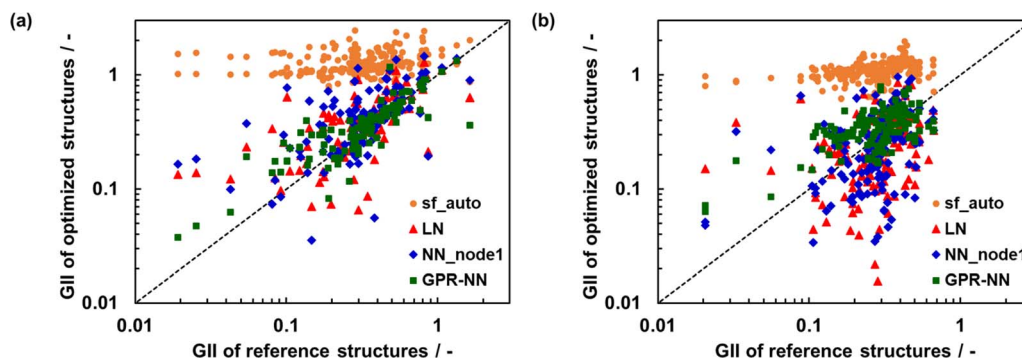 (a)
GII of optimized structures / -
1
0.1
0.01
0.01
0.1
1
GII of reference structures / -
sf_auto
LN
NN_node1
GPR-NN
(b)
GII of optimized structures / -
1
0.1
0.01
0.01
0.1
1
GII of reference structures / -
sf_auto
LN
NN_node1
GPR-NN